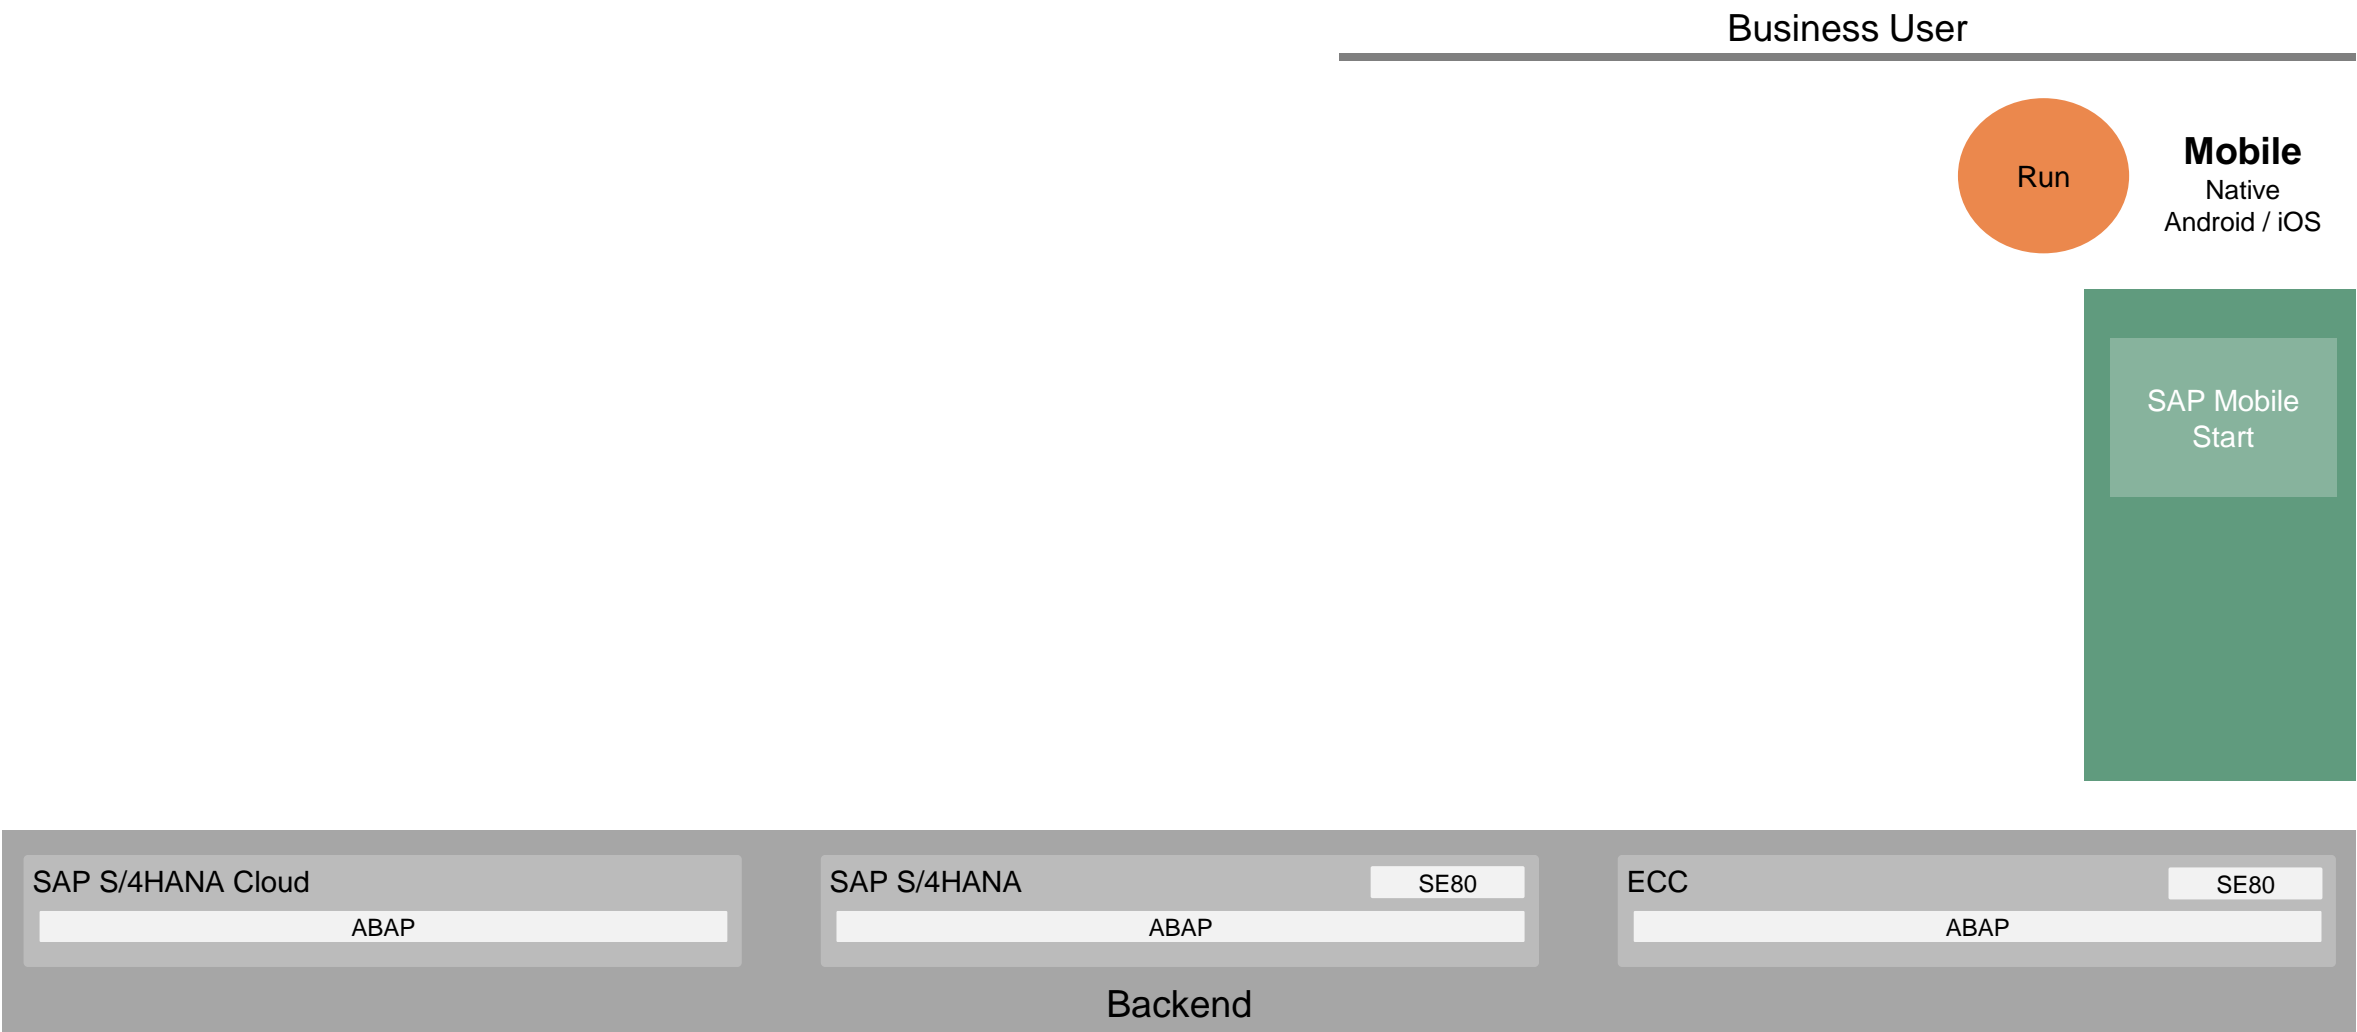 Business User
Run
Mobile
Native
Android / iOS
SAP Mobile
Start
SAP S/4HANA Cloud
ABAP
SAP S/4HANA
SE80
ABAP
ECC
SE80
ABAP
Backend